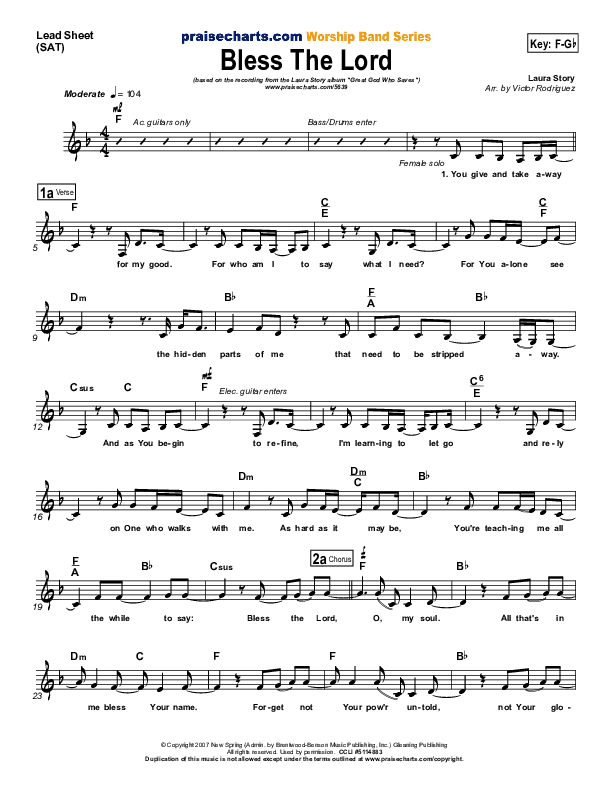 Lead Sheet
(SAT)
praisecharts.com Worship Band Series
Bless The Lord
(based on the recording from the Laura Story album "Great God Who Saves")
www.praisecharts.com/5639
Key: F-G♭
Laura Story
Arr. by Victor Rodriguez
Moderate ♩ = 104
mf
F Ac. guitars only Bass/Drums enter
Female solo
1. You give and take a-way
1a Verse
F C/E C/F
5
for my good. For who am I to say what I need? For You a-lone see
Dm B♭ F/A B♭
9
the hid-den parts of me that need to be stripped a - way.
mf
Csus C F Elec. guitar enters C6/E
12
And as You be-gin to re-fine, I'm learn-ing to let go and re-ly
Dm Dm/C B♭
16
on One who walks with me. As hard as it may be, You're teach-ing me all
2a Chorus
f
F/A B♭ Csus F B♭
19
the while to say: Bless the Lord, O, my soul. All that's in
Dm C F F B♭
23
me bless Your name. For-get not Your pow'r un-told, not Your glo -
© Copyright 2007 New Spring (Admin. by Brentwood-Benson Music Publishing, Inc.) Gleaning Publishing
All rights reserved. Used by permission. CCLI #5114883
Duplication of this music is not allowed except under the terms outlined at www.praisecharts.com/copyright.